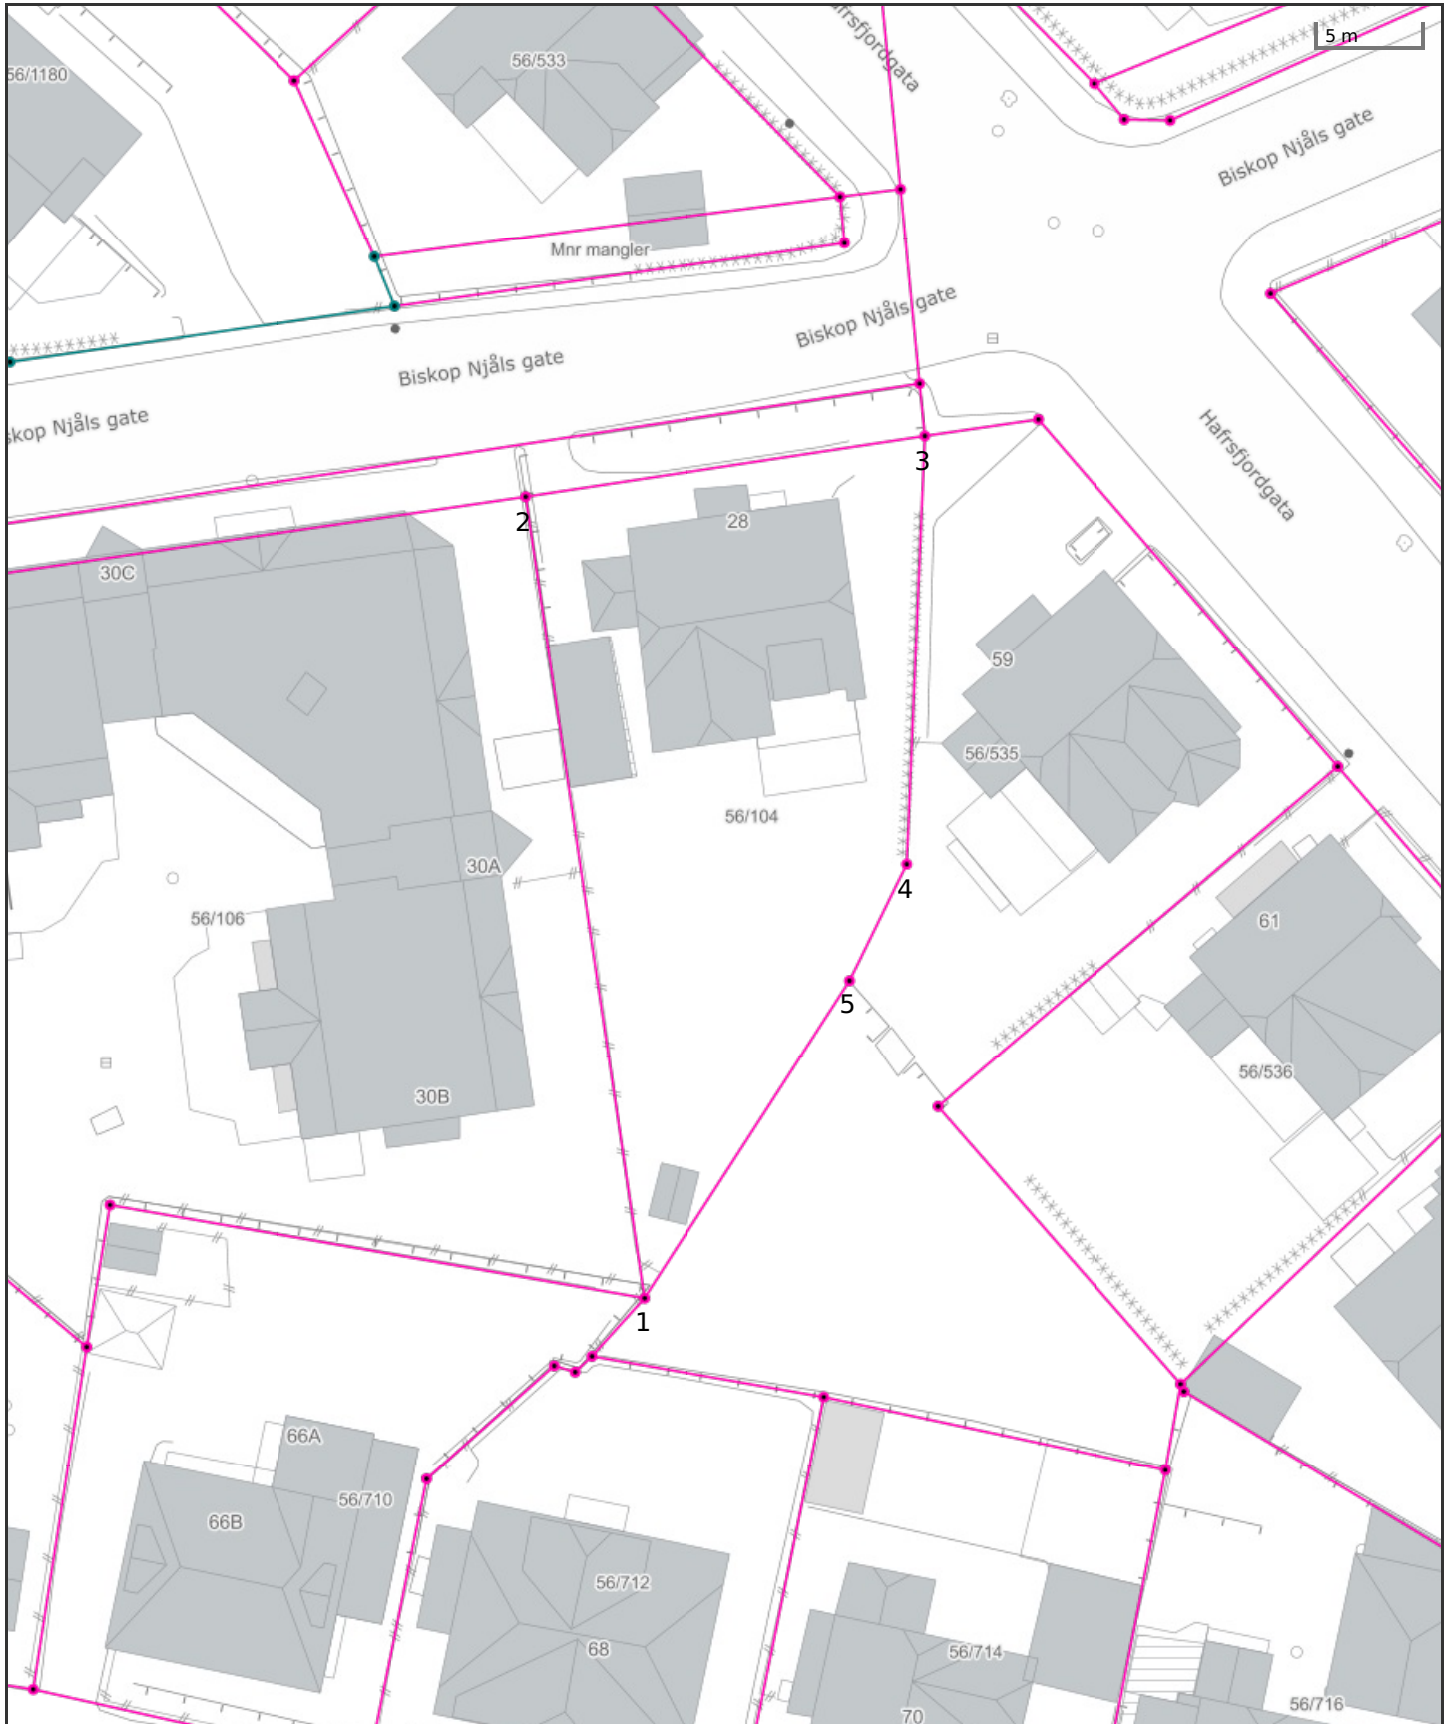 5 m
Hafrsfjordgata
56/533
56/1180
Biskop Njåls gate
Mnr mangler
Biskop Njåls gate
Biskop Njåls gate
skop Njåls gate
Hafrsfjordgata
3
2
28
30C
59
56/535
56/104
30A
4
56/106
61
5
56/536
30B
1
66A
56/710
66B
56/712
68
56/714
56/716
70